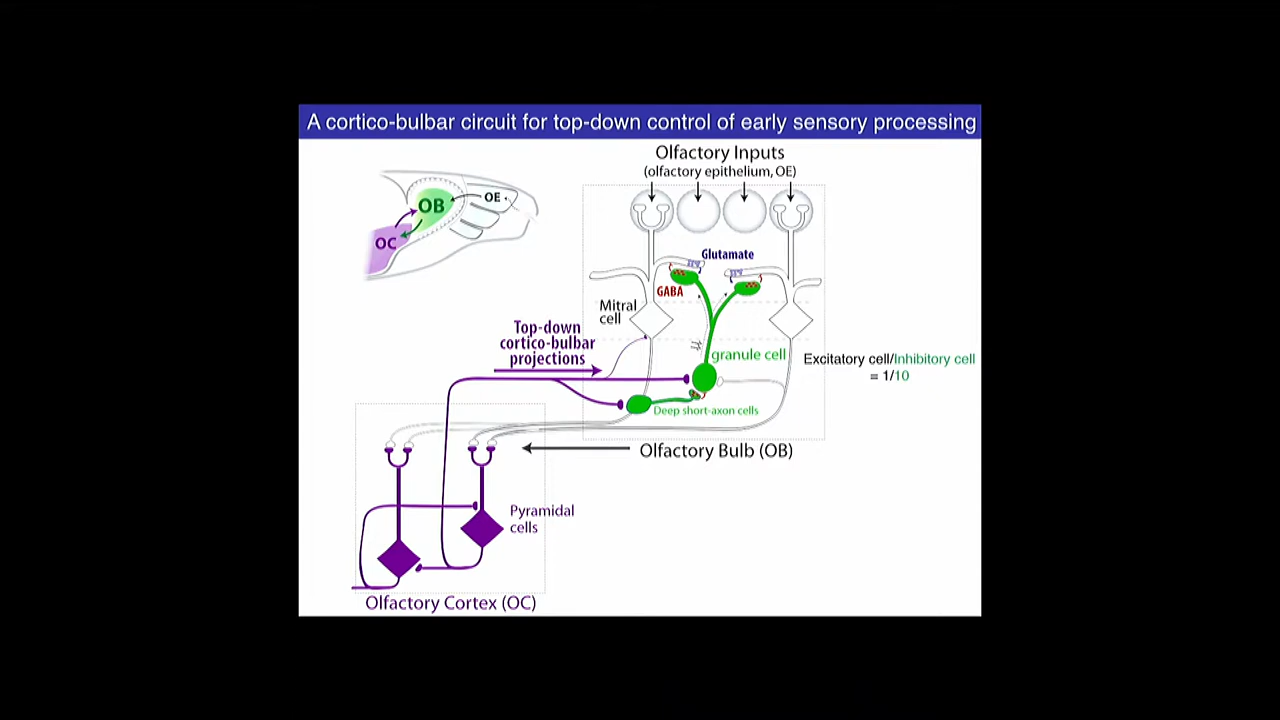 A cortico-bulbar circuit for top-down control of early sensory processing
Olfactory Inputs
(olfactory epithelium, OE)
OB
OE
OC
Glutamate
GABA
Mitral
cell
Top-down
cortico-bulbar
projections
granule cell
Excitatory cell/Inhibitory cell
= 1/10
Deep short-axon cells
Olfactory Bulb (OB)
Pyramidal
cells
Olfactory Cortex (OC)